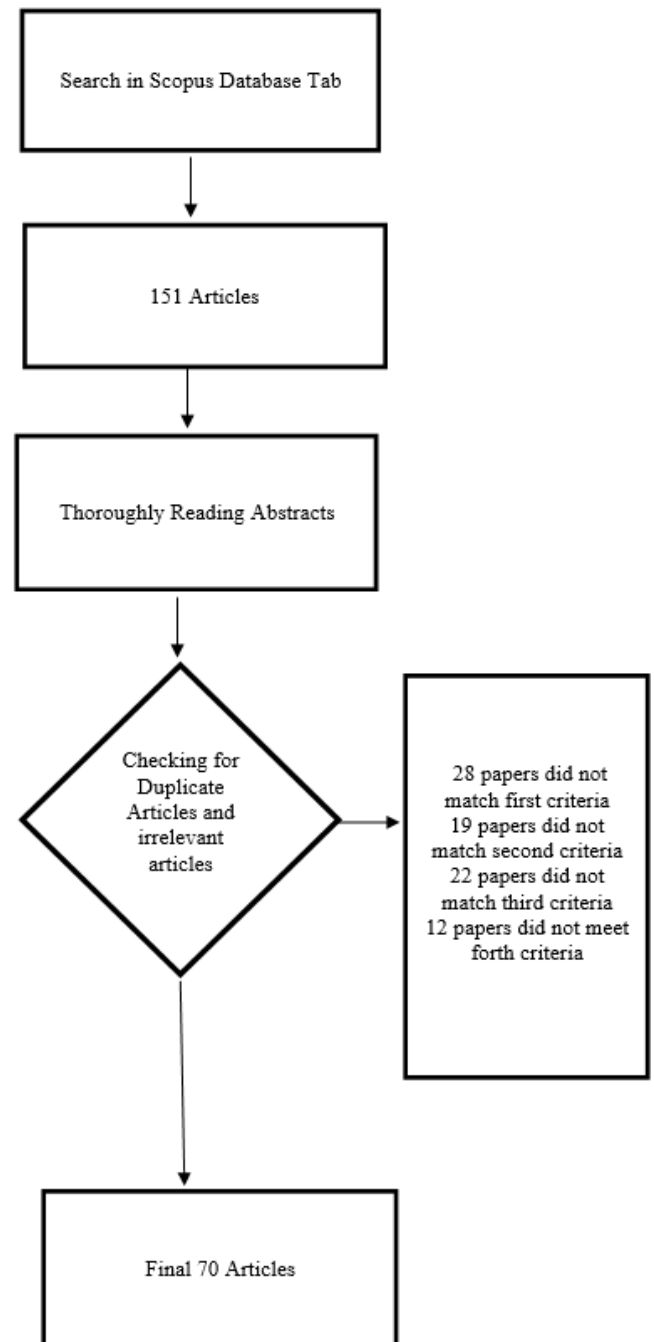 Search in Scopus Database Tab
151 Articles
Thoroughly Reading Abstracts
Checking for
Duplicate
Articles and
irrelevant
articles
28 papers did not
match first criteria
19 papers did not
match second criteria
22 papers did not
match third criteria
12 papers did not meet
forth criteria
Final 70 Articles